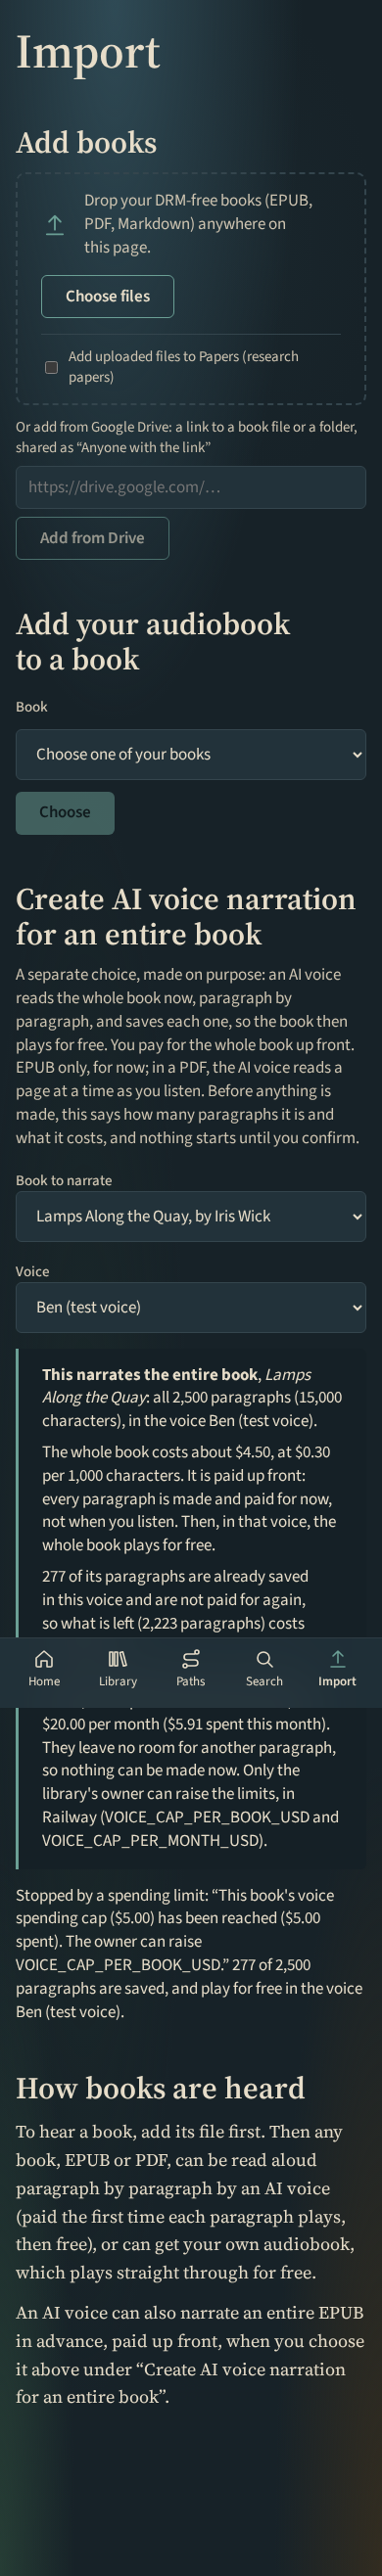 Import
Add books
Drop your DRM-free books (EPUB,
PDF, Markdown) anywhere on
this page.
Choose files
Add uploaded files to Papers (research
papers)
Or add from Google Drive: a link to a book file or a folder,
shared as “Anyone with the link”
https://drive.google.com/…
Add from Drive
Add your audiobook
to a book
Book
Choose one of your books
Choose
Create AI voice narration
for an entire book
A separate choice, made on purpose: an AI voice
reads the whole book now, paragraph by
paragraph, and saves each one, so the book then
plays for free. You pay for the whole book up front.
EPUB only, for now; in a PDF, the AI voice reads a
page at a time as you listen. Before anything is
made, this says how many paragraphs it is and
what it costs, and nothing starts until you confirm.
Book to narrate
Lamps Along the Quay, by Iris Wick
Voice
Ben (test voice)
This narrates the entire book, Lamps
Along the Quay: all 2,500 paragraphs (15,000
characters), in the voice Ben (test voice).
The whole book costs about $4.50, at $0.30
per 1,000 characters. It is paid up front:
every paragraph is made and paid for now,
not when you listen. Then, in that voice, the
whole book plays for free.
277 of its paragraphs are already saved
in this voice and are not paid for again,
so what is left (2,223 paragraphs) costs
Home
Library
Paths
Search
Import
$20.00 per month ($5.91 spent this month).
They leave no room for another paragraph,
so nothing can be made now. Only the
library's owner can raise the limits, in
Railway (VOICE_CAP_PER_BOOK_USD and
VOICE_CAP_PER_MONTH_USD).
Stopped by a spending limit: “This book's voice
spending cap ($5.00) has been reached ($5.00
spent). The owner can raise
VOICE_CAP_PER_BOOK_USD.” 277 of 2,500
paragraphs are saved, and play for free in the voice
Ben (test voice).
How books are heard
To hear a book, add its file first. Then any
book, EPUB or PDF, can be read aloud
paragraph by paragraph by an AI voice
(paid the first time each paragraph plays,
then free), or can get your own audiobook,
which plays straight through for free.
An AI voice can also narrate an entire EPUB
in advance, paid up front, when you choose
it above under “Create AI voice narration
for an entire book”.